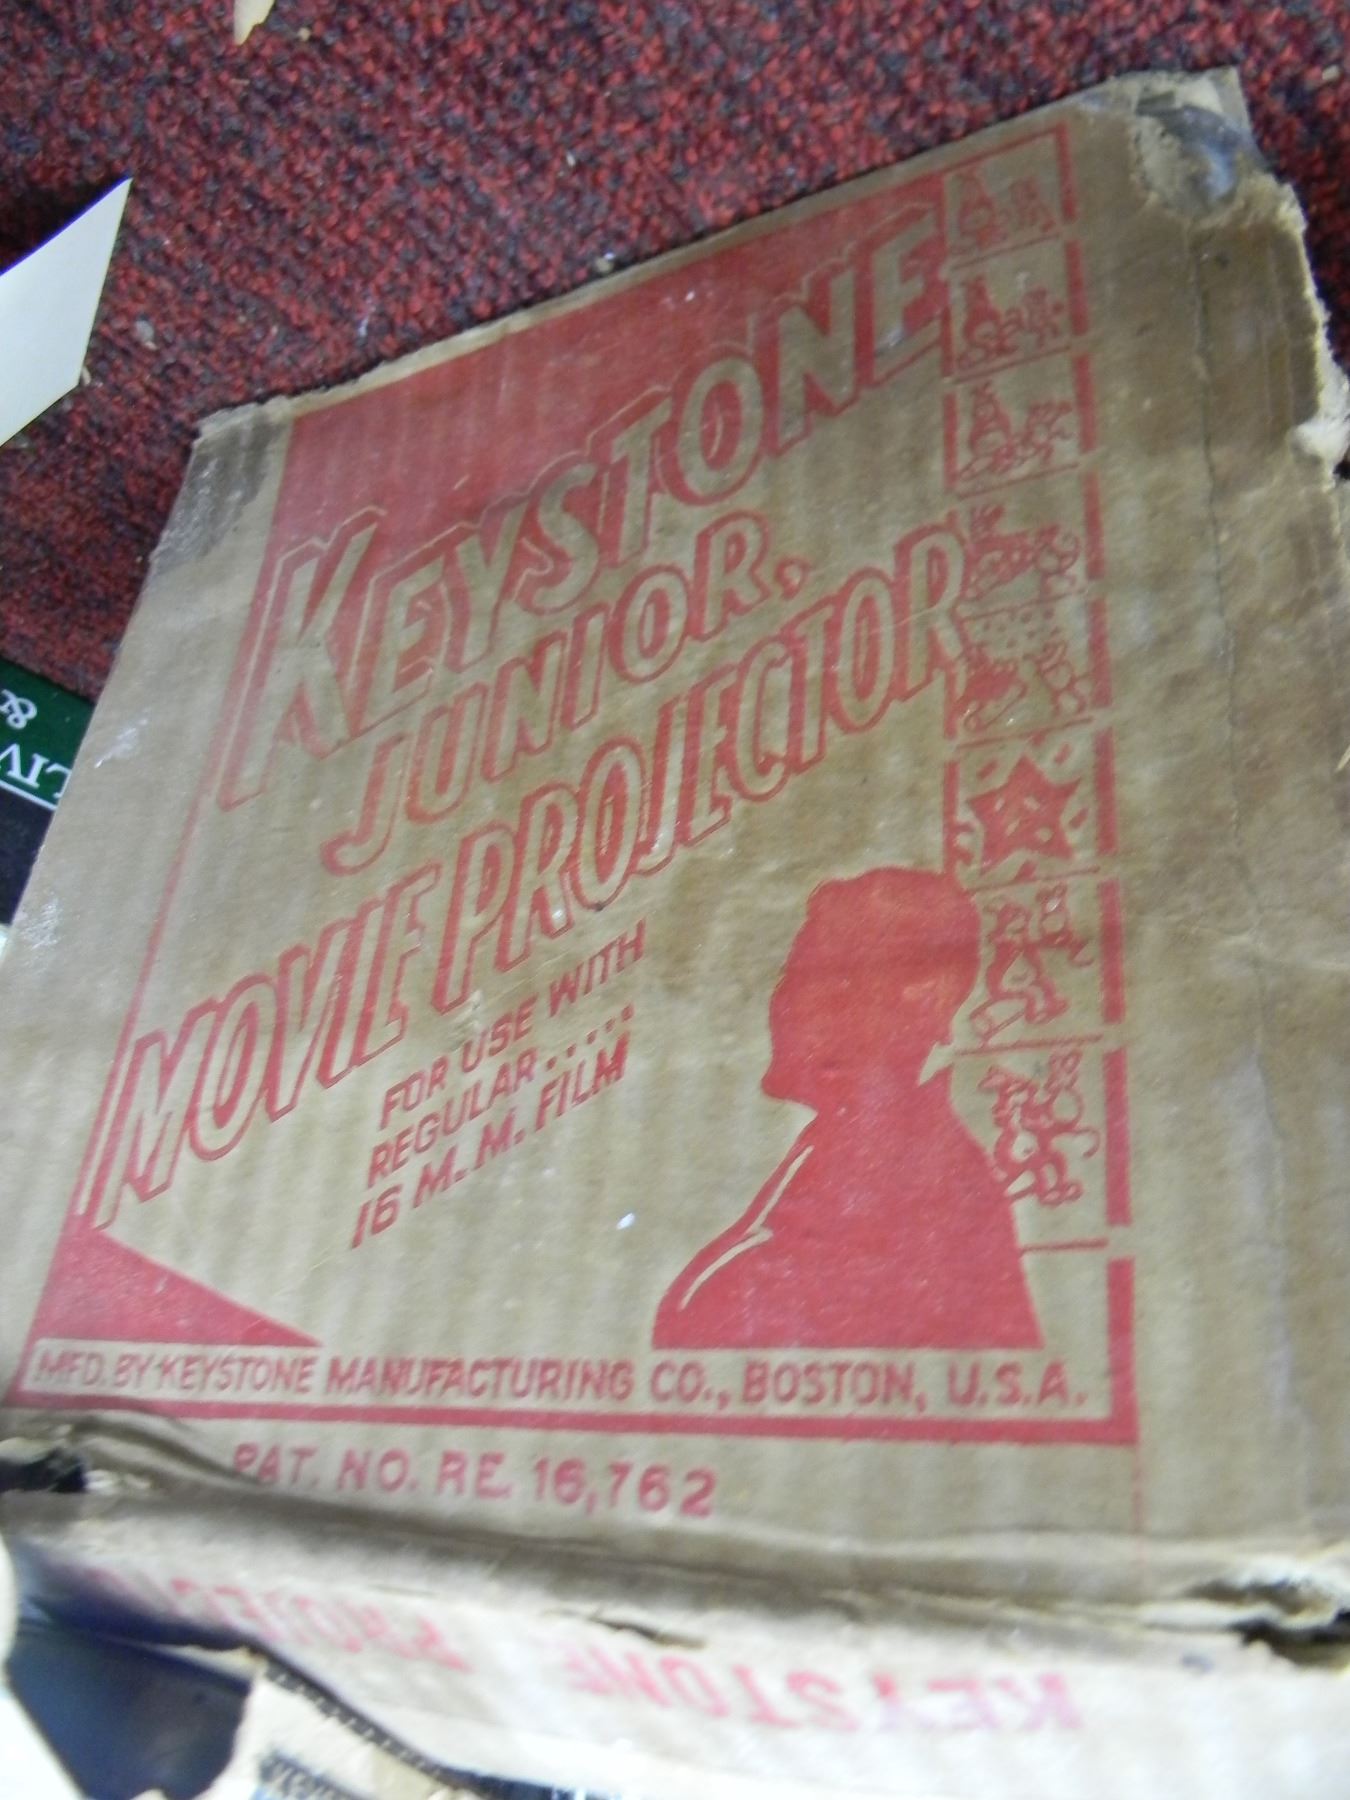 KEYSTONE
JUNIOR.
MOVIE PROJECTOR
FOR USE WITH
REGULAR.....
16 M.M. FILM
MFD. BY KEYSTONE MANUFACTURING CO., BOSTON, U.S.A.
PAT. NO. RE. 16,762
KEYSTONE
&